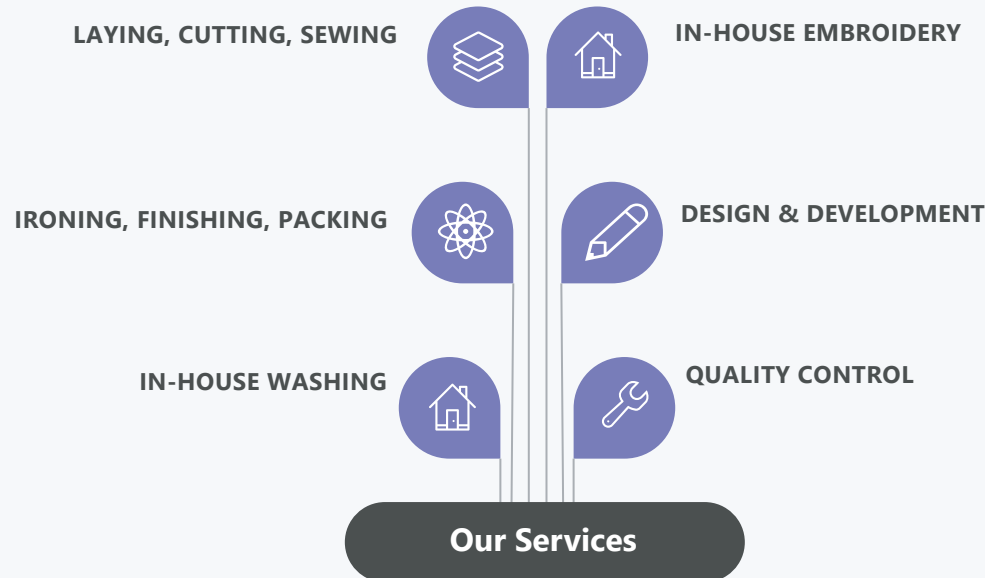 LAYING, CUTTING, SEWING
IN-HOUSE EMBROIDERY
IRONING, FINISHING, PACKING
DESIGN & DEVELOPMENT
IN-HOUSE WASHING
QUALITY CONTROL
Our Services